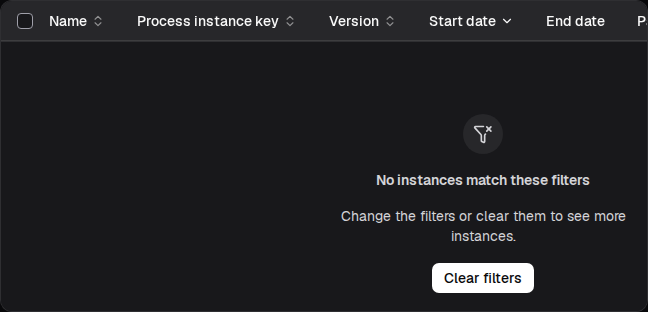 Name Process instance key Version Start date End date
No instances match these filters
Change the filters or clear them to see more
instances.
Clear filters